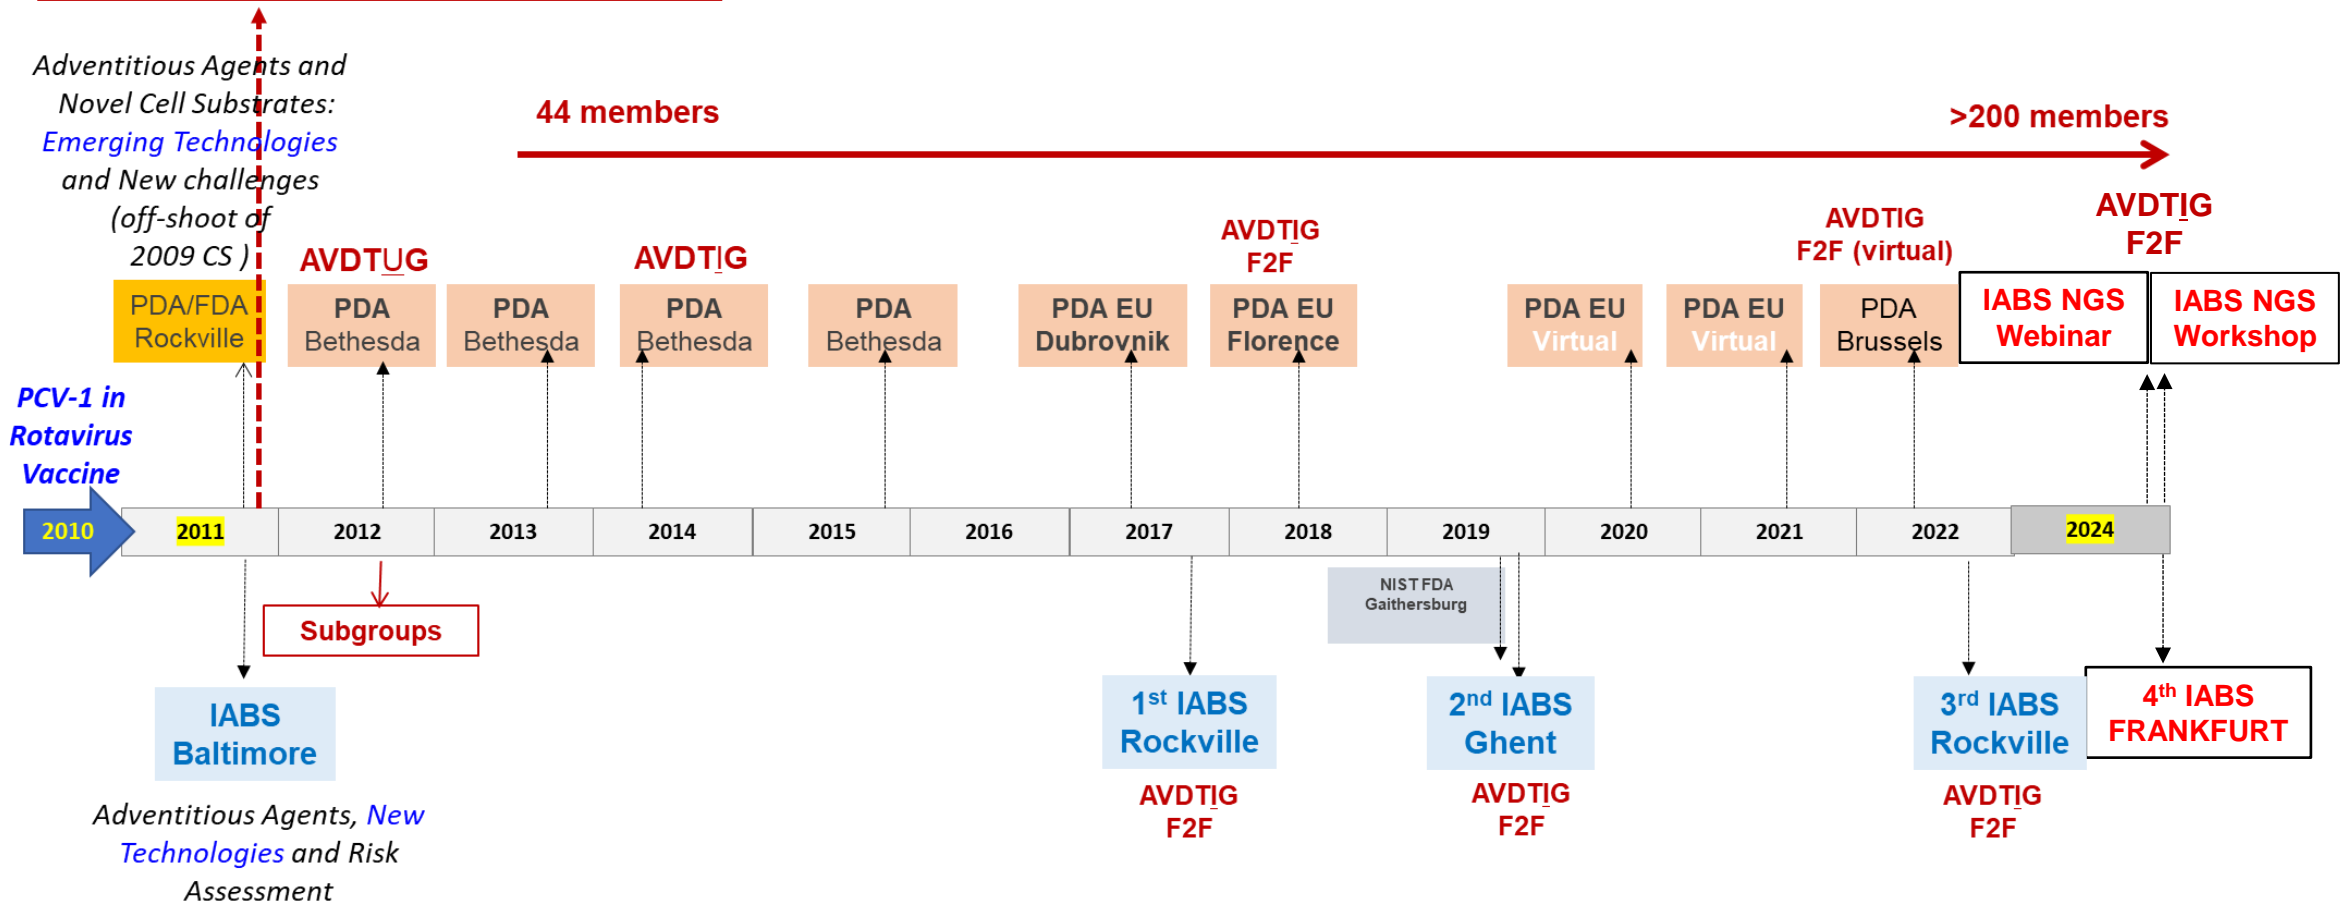 Adventitious Agents and
Novel Cell Substrates:
Emerging Technologies
and New challenges
(off-shoot of
2009 CS )
44 members
>200 members
AVDTUG
AVDTIG
AVDTIG
F2F
AVDTIG
F2F (virtual)
AVDTIG
F2F
PDA/FDA
Rockville
PDA
Bethesda
PDA
Bethesda
PDA
Bethesda
PDA
Bethesda
PDA EU
Dubrovnik
PDA EU
Florence
PDA EU
Virtual
PDA EU
Virtual
PDA
Brussels
IABS NGS
Webinar
IABS NGS
Workshop
PCV-1 in
Rotavirus
Vaccine
2010
2011
2012
2013
2014
2015
2016
2017
2018
2019
2020
2021
2022
2024
Subgroups
NIST FDA
Gaithersburg
IABS
Baltimore
1st IABS
Rockville
2nd IABS
Ghent
3rd IABS
Rockville
4th IABS
FRANKFURT
AVDTIG
F2F
AVDTIG
F2F
AVDTIG
F2F
Adventitious Agents, New
Technologies and Risk
Assessment